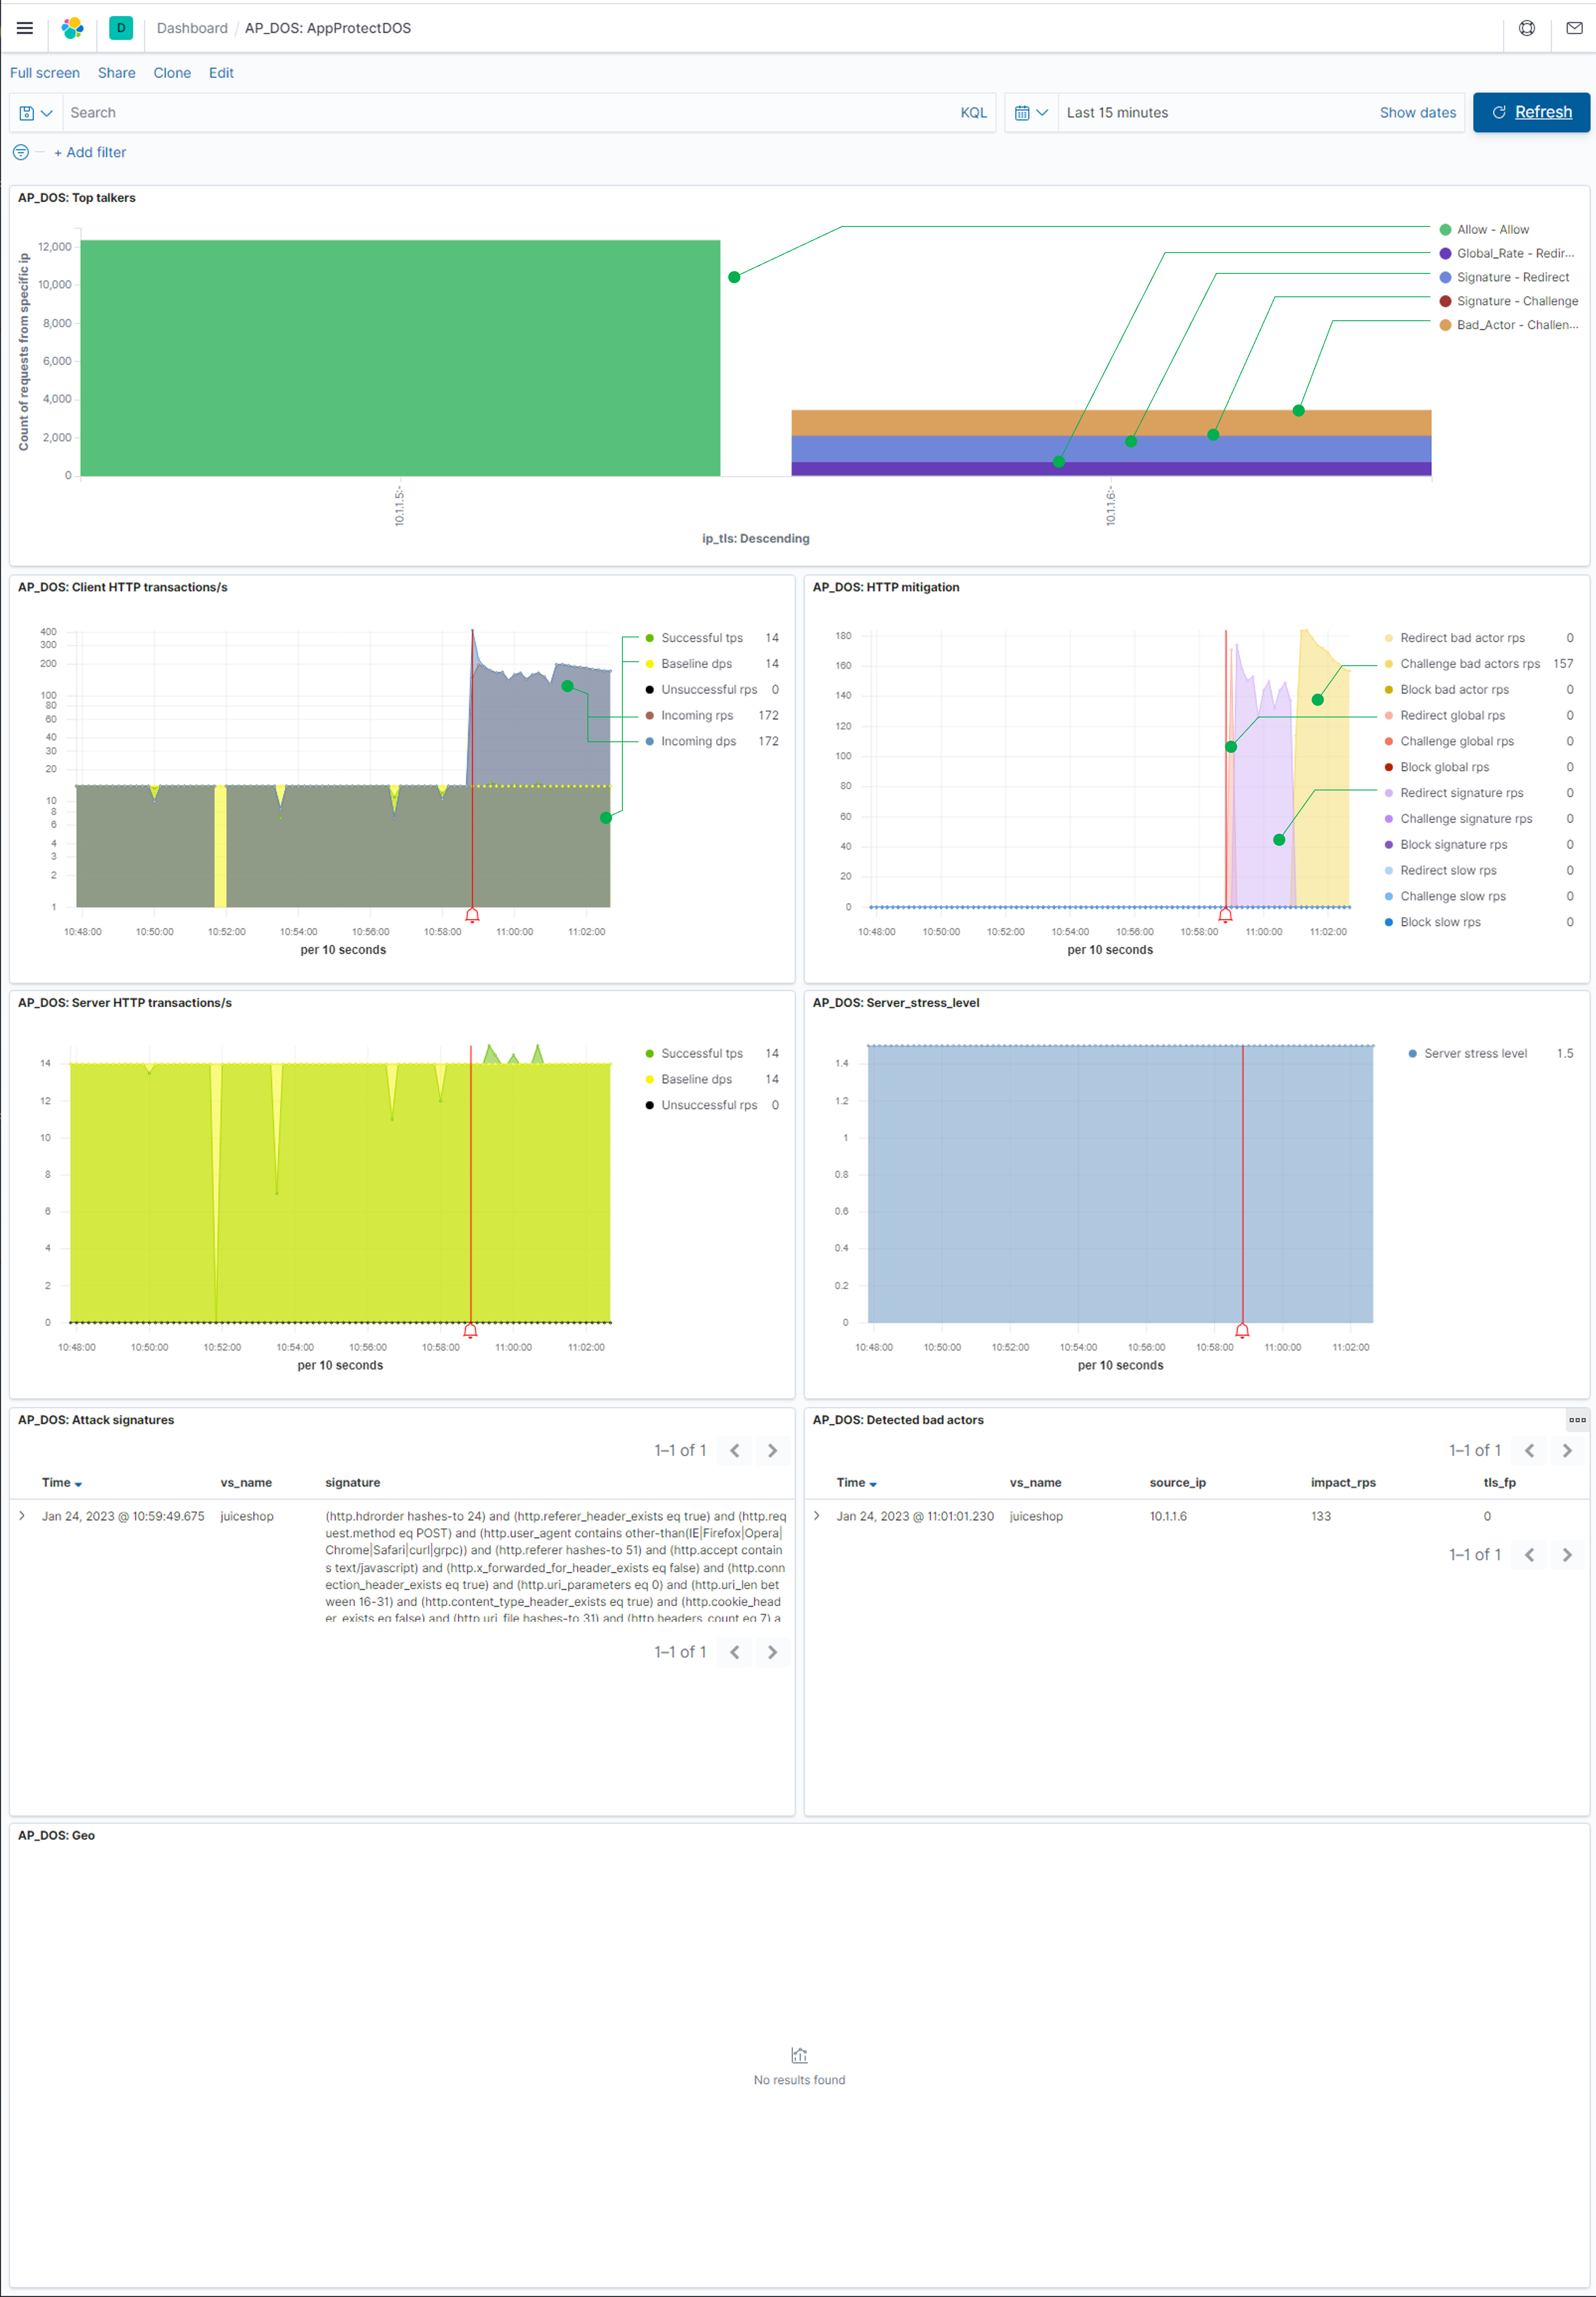 D
Dashboard / AP_DOS: AppProtectDOS
Full screen Share Clone Edit
Search KQL Last 15 minutes Show dates Refresh
+ Add filter
AP_DOS: Top talkers
Count of requests from specific ip
12,000
10,000
8,000
6,000
4,000
2,000
0
10.1.1.5:-
10.1.1.6:-
ip_tls: Descending
Allow - Allow
Global_Rate - Redir...
Signature - Redirect
Signature - Challenge
Bad_Actor - Challen...
AP_DOS: Client HTTP transactions/s
400
300
200
100
80
60
40
30
20
10
8
6
4
3
2
1
10:48:00 10:50:00 10:52:00 10:54:00 10:56:00 10:58:00 11:00:00 11:02:00
per 10 seconds
Successful tps 14
Baseline dps 14
Unsuccessful rps 0
Incoming rps 172
Incoming dps 172
AP_DOS: HTTP mitigation
180
160
140
120
100
80
60
40
20
0
10:48:00 10:50:00 10:52:00 10:54:00 10:56:00 10:58:00 11:00:00 11:02:00
per 10 seconds
Redirect bad actor rps 0
Challenge bad actors rps 157
Block bad actor rps 0
Redirect global rps 0
Challenge global rps 0
Block global rps 0
Redirect signature rps 0
Challenge signature rps 0
Block signature rps 0
Redirect slow rps 0
Challenge slow rps 0
Block slow rps 0
AP_DOS: Server HTTP transactions/s
14
12
10
8
6
4
2
0
10:48:00 10:50:00 10:52:00 10:54:00 10:56:00 10:58:00 11:00:00 11:02:00
per 10 seconds
Successful tps 14
Baseline dps 14
Unsuccessful rps 0
AP_DOS: Server_stress_level
1.4
1.2
1
0.8
0.6
0.4
0.2
0
10:48:00 10:50:00 10:52:00 10:54:00 10:56:00 10:58:00 11:00:00 11:02:00
per 10 seconds
Server stress level 1.5
AP_DOS: Attack signatures
1–1 of 1
Time vs_name signature
Jan 24, 2023 @ 10:59:49.675 juiceshop (http.hdrorder hashes-to 24) and (http.referer_header_exists eq true) and (http.req
uest.method eq POST) and (http.user_agent contains other-than(IE|Firefox|Opera|
Chrome|Safari|curl|grpc)) and (http.referer hashes-to 51) and (http.accept contain
s text/javascript) and (http.x_forwarded_for_header_exists eq false) and (http.conn
ection_header_exists eq true) and (http.uri_parameters eq 0) and (http.uri_len bet
ween 16-31) and (http.content_type_header_exists eq true) and (http.cookie_head
er_exists eq false) and (http.uri_file hashes-to 31) and (http.headers_count eq 7) a
1–1 of 1
AP_DOS: Detected bad actors
1–1 of 1
Time vs_name source_ip impact_rps tls_fp
Jan 24, 2023 @ 11:01:01.230 juiceshop 10.1.1.6 133 0
1–1 of 1
AP_DOS: Geo
No results found